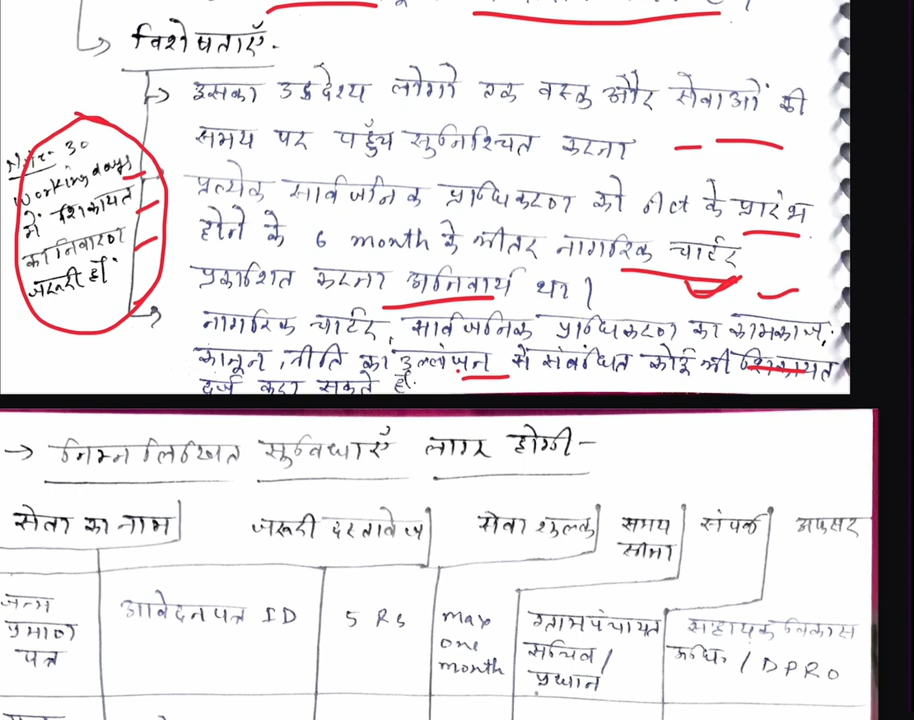 विशेषताएँ -
इसका उद्देश्य लोगो तक वस्तु और सेवाओं की
समय पर पहुँच सुनिश्चित करना
प्रत्येक सार्वजनिक प्राधिकरण को Act के प्रारंभ
होने के 6 month के भीतर नागरिक चार्टर
प्रकाशित करना अनिवार्य था।
नागरिक चार्टर, सार्वजनिक प्राधिकरण का कामकाज,
कानून, नीति का उल्लंघन से संबंधित कोई भी शिकायत
दर्ज करा सकते हैं.
Note- 30
working days
में शिकायत
का निवारण
जरूरी हो.
→ निम्नलिखित सुविधाएँ लागू होगी -
सेवा का नाम जरूरी दस्तावेज सेवा शुल्क समय सीमा संपर्क अफसर
जन्म प्रमाण पत्र आवेदनपत्र ID 5 Rs max one month ग्रामपंचायत सचिव / प्रधान सहायक विकास अधि. / DPRO